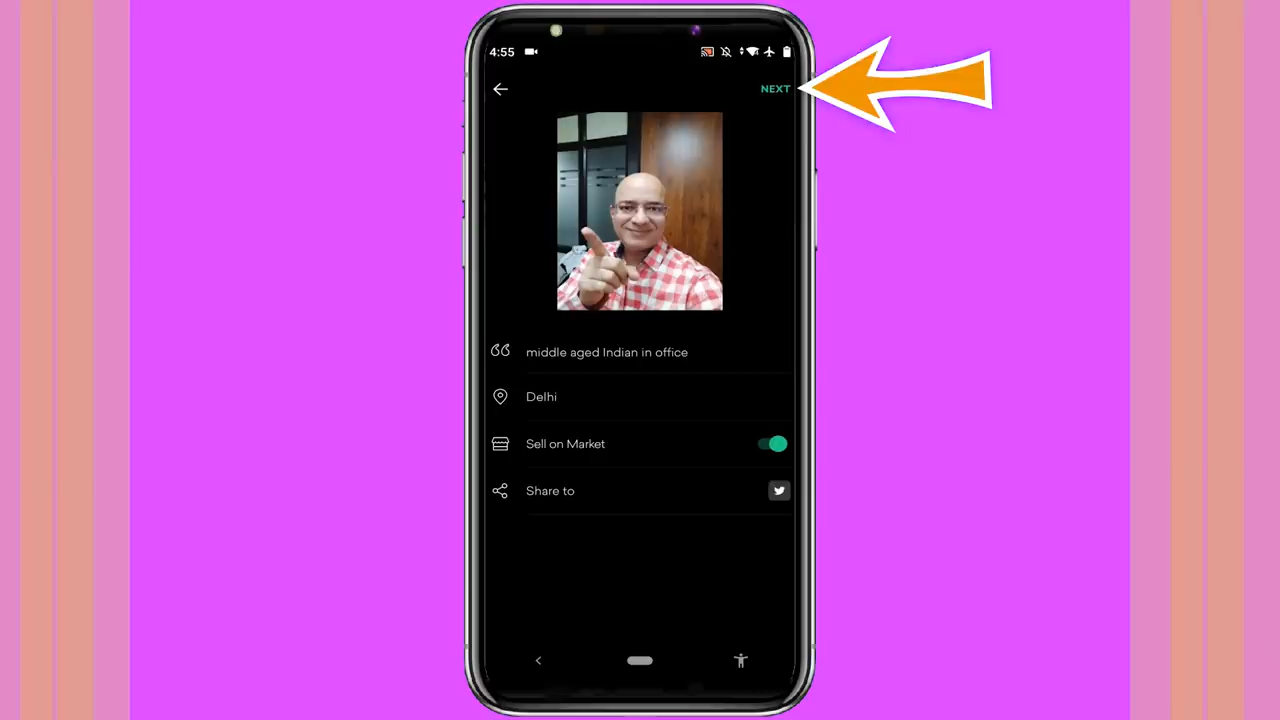 4:55
NEXT
middle aged Indian in office
Delhi
Sell on Market
Share to